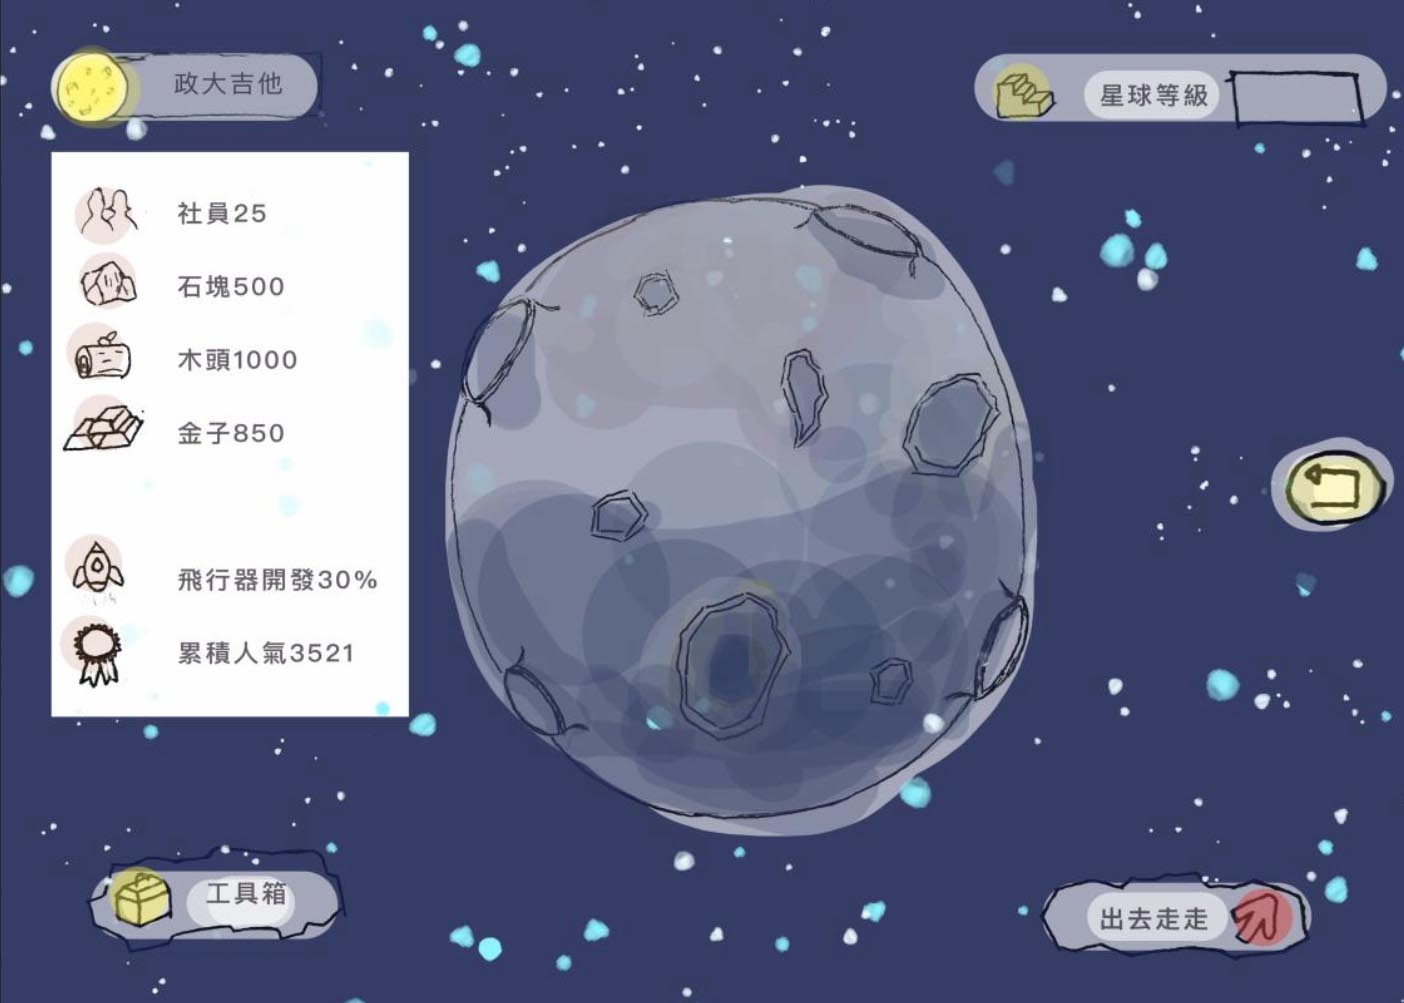 政大吉他
星球等級
社員25
石塊500
木頭1000
金子850
飛行器開發30%
累積人氣3521
工具箱
出去走走